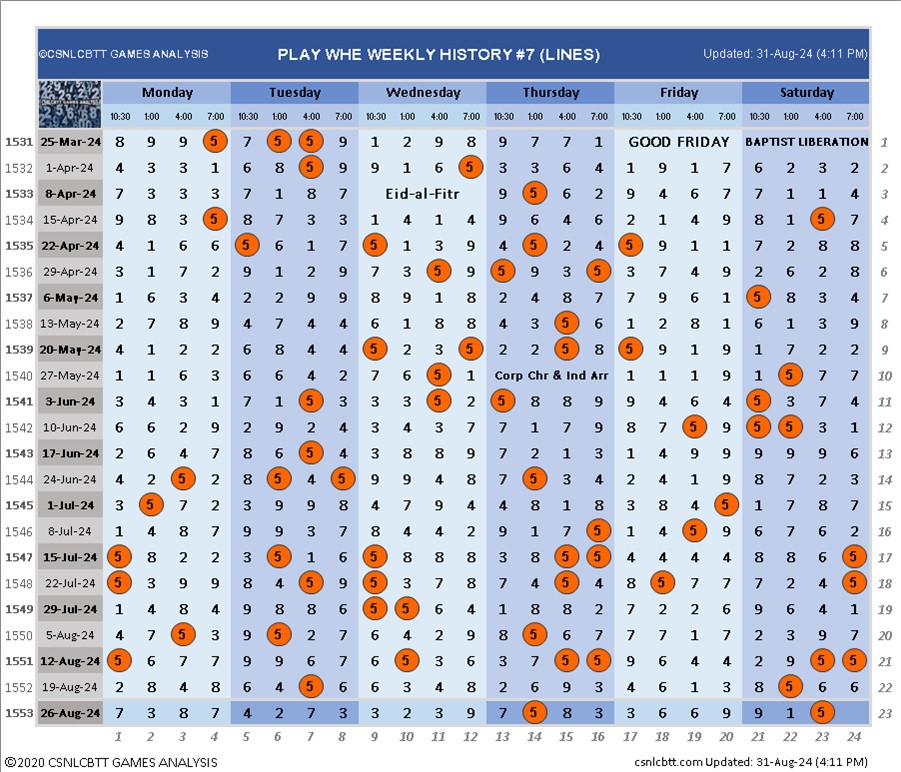 ©CSNLCBTT GAMES ANALYSIS PLAY WHE WEEKLY HISTORY #7 (LINES) Updated: 31-Aug-24 (4:11 PM)
Monday Tuesday Wednesday Thursday Friday Saturday
10:30 1:00 4:00 7:00 10:30 1:00 4:00 7:00 10:30 1:00 4:00 7:00 10:30 1:00 4:00 7:00 10:30 1:00 4:00 7:00 10:30 1:00 4:00 7:00
1531 25-Mar-24 8 9 9 5 7 5 5 9 1 2 9 8 9 7 7 1 GOOD FRIDAY BAPTIST LIBERATION 1
1532 1-Apr-24 4 3 3 1 6 8 5 9 9 1 6 5 3 3 6 4 1 9 1 7 6 2 3 2 2
1533 8-Apr-24 7 3 3 3 7 1 8 7 Eid-al-Fitr 9 5 6 2 9 4 6 7 7 1 1 4 3
1534 15-Apr-24 9 8 3 5 8 7 3 3 1 4 1 4 9 6 4 6 2 1 4 9 8 1 5 7 4
1535 22-Apr-24 4 1 6 6 5 6 1 7 5 1 3 9 4 5 2 4 5 9 1 1 7 2 8 8 5
1536 29-Apr-24 3 1 7 2 9 1 2 9 7 3 5 9 5 9 3 5 3 7 4 9 2 6 2 8 6
1537 6-May-24 1 6 3 4 2 2 9 9 8 9 1 8 2 4 8 7 7 9 6 1 5 8 3 4 7
1538 13-May-24 2 7 8 9 4 7 4 4 6 1 8 8 4 3 5 6 1 2 8 1 6 1 3 9 8
1539 20-May-24 4 1 2 2 6 8 4 4 5 2 3 5 2 2 5 8 5 9 1 9 1 7 2 2 9
1540 27-May-24 1 1 6 3 6 6 4 2 7 6 5 1 Corp Chr & Ind Arr 1 1 1 9 1 5 7 7 10
1541 3-Jun-24 3 4 3 1 7 1 5 3 3 3 5 2 5 8 8 9 9 4 6 4 5 3 7 4 11
1542 10-Jun-24 6 6 2 9 2 9 2 4 3 4 3 7 7 1 7 9 8 7 5 9 5 5 3 1 12
1543 17-Jun-24 2 6 4 7 8 6 5 4 3 8 8 9 7 2 1 3 1 4 9 9 9 9 9 6 13
1544 24-Jun-24 4 2 5 4 8 5 4 5 9 9 4 4 7 5 3 4 2 4 1 9 8 7 2 3 14
1545 1-Jul-24 3 5 7 2 3 9 9 8 4 7 9 4 4 8 1 8 3 8 4 5 1 7 8 7 15
1546 8-Jul-24 1 4 8 7 9 9 3 7 8 4 4 2 9 1 7 5 1 4 5 9 6 7 6 2 16
1547 15-Jul-24 5 8 2 2 3 5 1 6 5 8 8 8 3 8 5 5 4 4 4 4 8 8 6 5 17
1548 22-Jul-24 5 3 9 9 8 4 5 9 5 3 7 8 7 4 5 4 8 5 7 7 7 2 4 5 18
1549 29-Jul-24 1 4 8 4 9 8 8 6 5 5 6 4 1 8 8 2 7 2 2 6 9 6 4 1 19
1550 5-Aug-24 4 7 5 3 9 5 2 7 6 4 2 9 8 5 6 7 7 7 1 7 2 3 9 7 20
1551 12-Aug-24 5 6 7 7 9 9 6 7 6 5 3 6 3 7 5 5 9 6 4 4 2 9 5 5 21
1552 19-Aug-24 2 8 4 8 6 4 5 6 6 3 4 8 2 6 9 3 4 6 1 3 8 5 6 6 22
1553 26-Aug-24 7 3 8 7 4 2 7 3 3 2 3 9 7 5 8 3 3 6 6 9 9 1 5 23
1 2 3 4 5 6 7 8 9 10 11 12 13 14 15 16 17 18 19 20 21 22 23 24
©2020 CSNLCBTT GAMES ANALYSIS csnlcbtt.com Updated: 31-Aug-24 (4:11 PM)